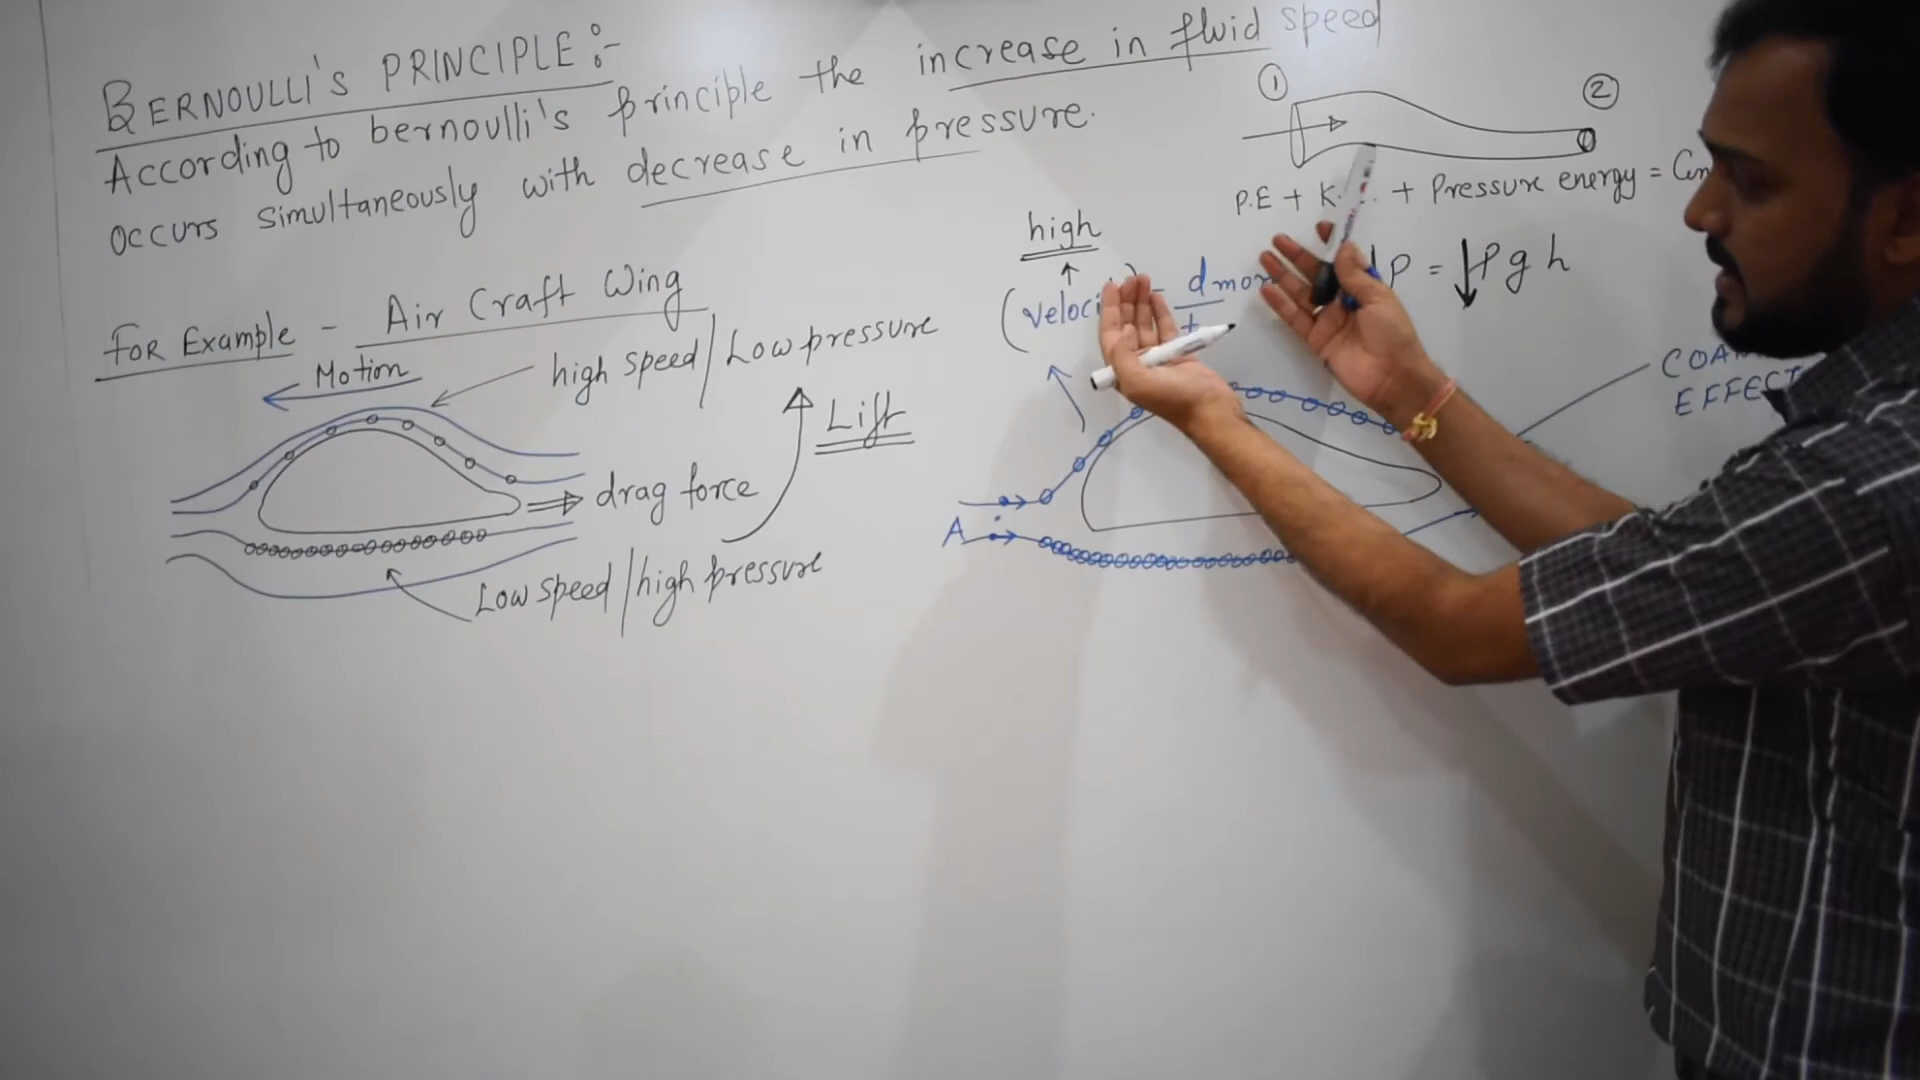 BERNOULLI'S PRINCIPLE :-
According to bernoulli's principle the increase in fluid speed
occurs simultaneously with decrease in pressure.
FOR Example - Air Craft Wing
Motion
high speed / Low pressure
Lift
drag force
Low speed / high pressure
① ②
P.E + K. + Pressure energy =
high
P = ρ g h
t
EFFECT
A